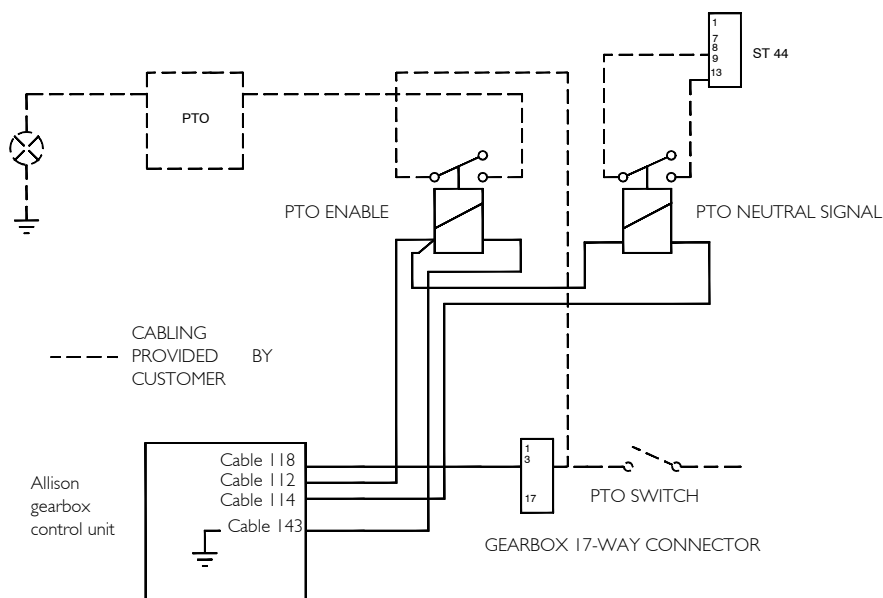 1
7
8
9
13
ST 44
PTO
PTO ENABLE
PTO NEUTRAL SIGNAL
CABLING
PROVIDED BY
CUSTOMER
Allison
gearbox
control unit
Cable 118
Cable 112
Cable 114
Cable 143
1
3
17
PTO SWITCH
GEARBOX 17-WAY CONNECTOR